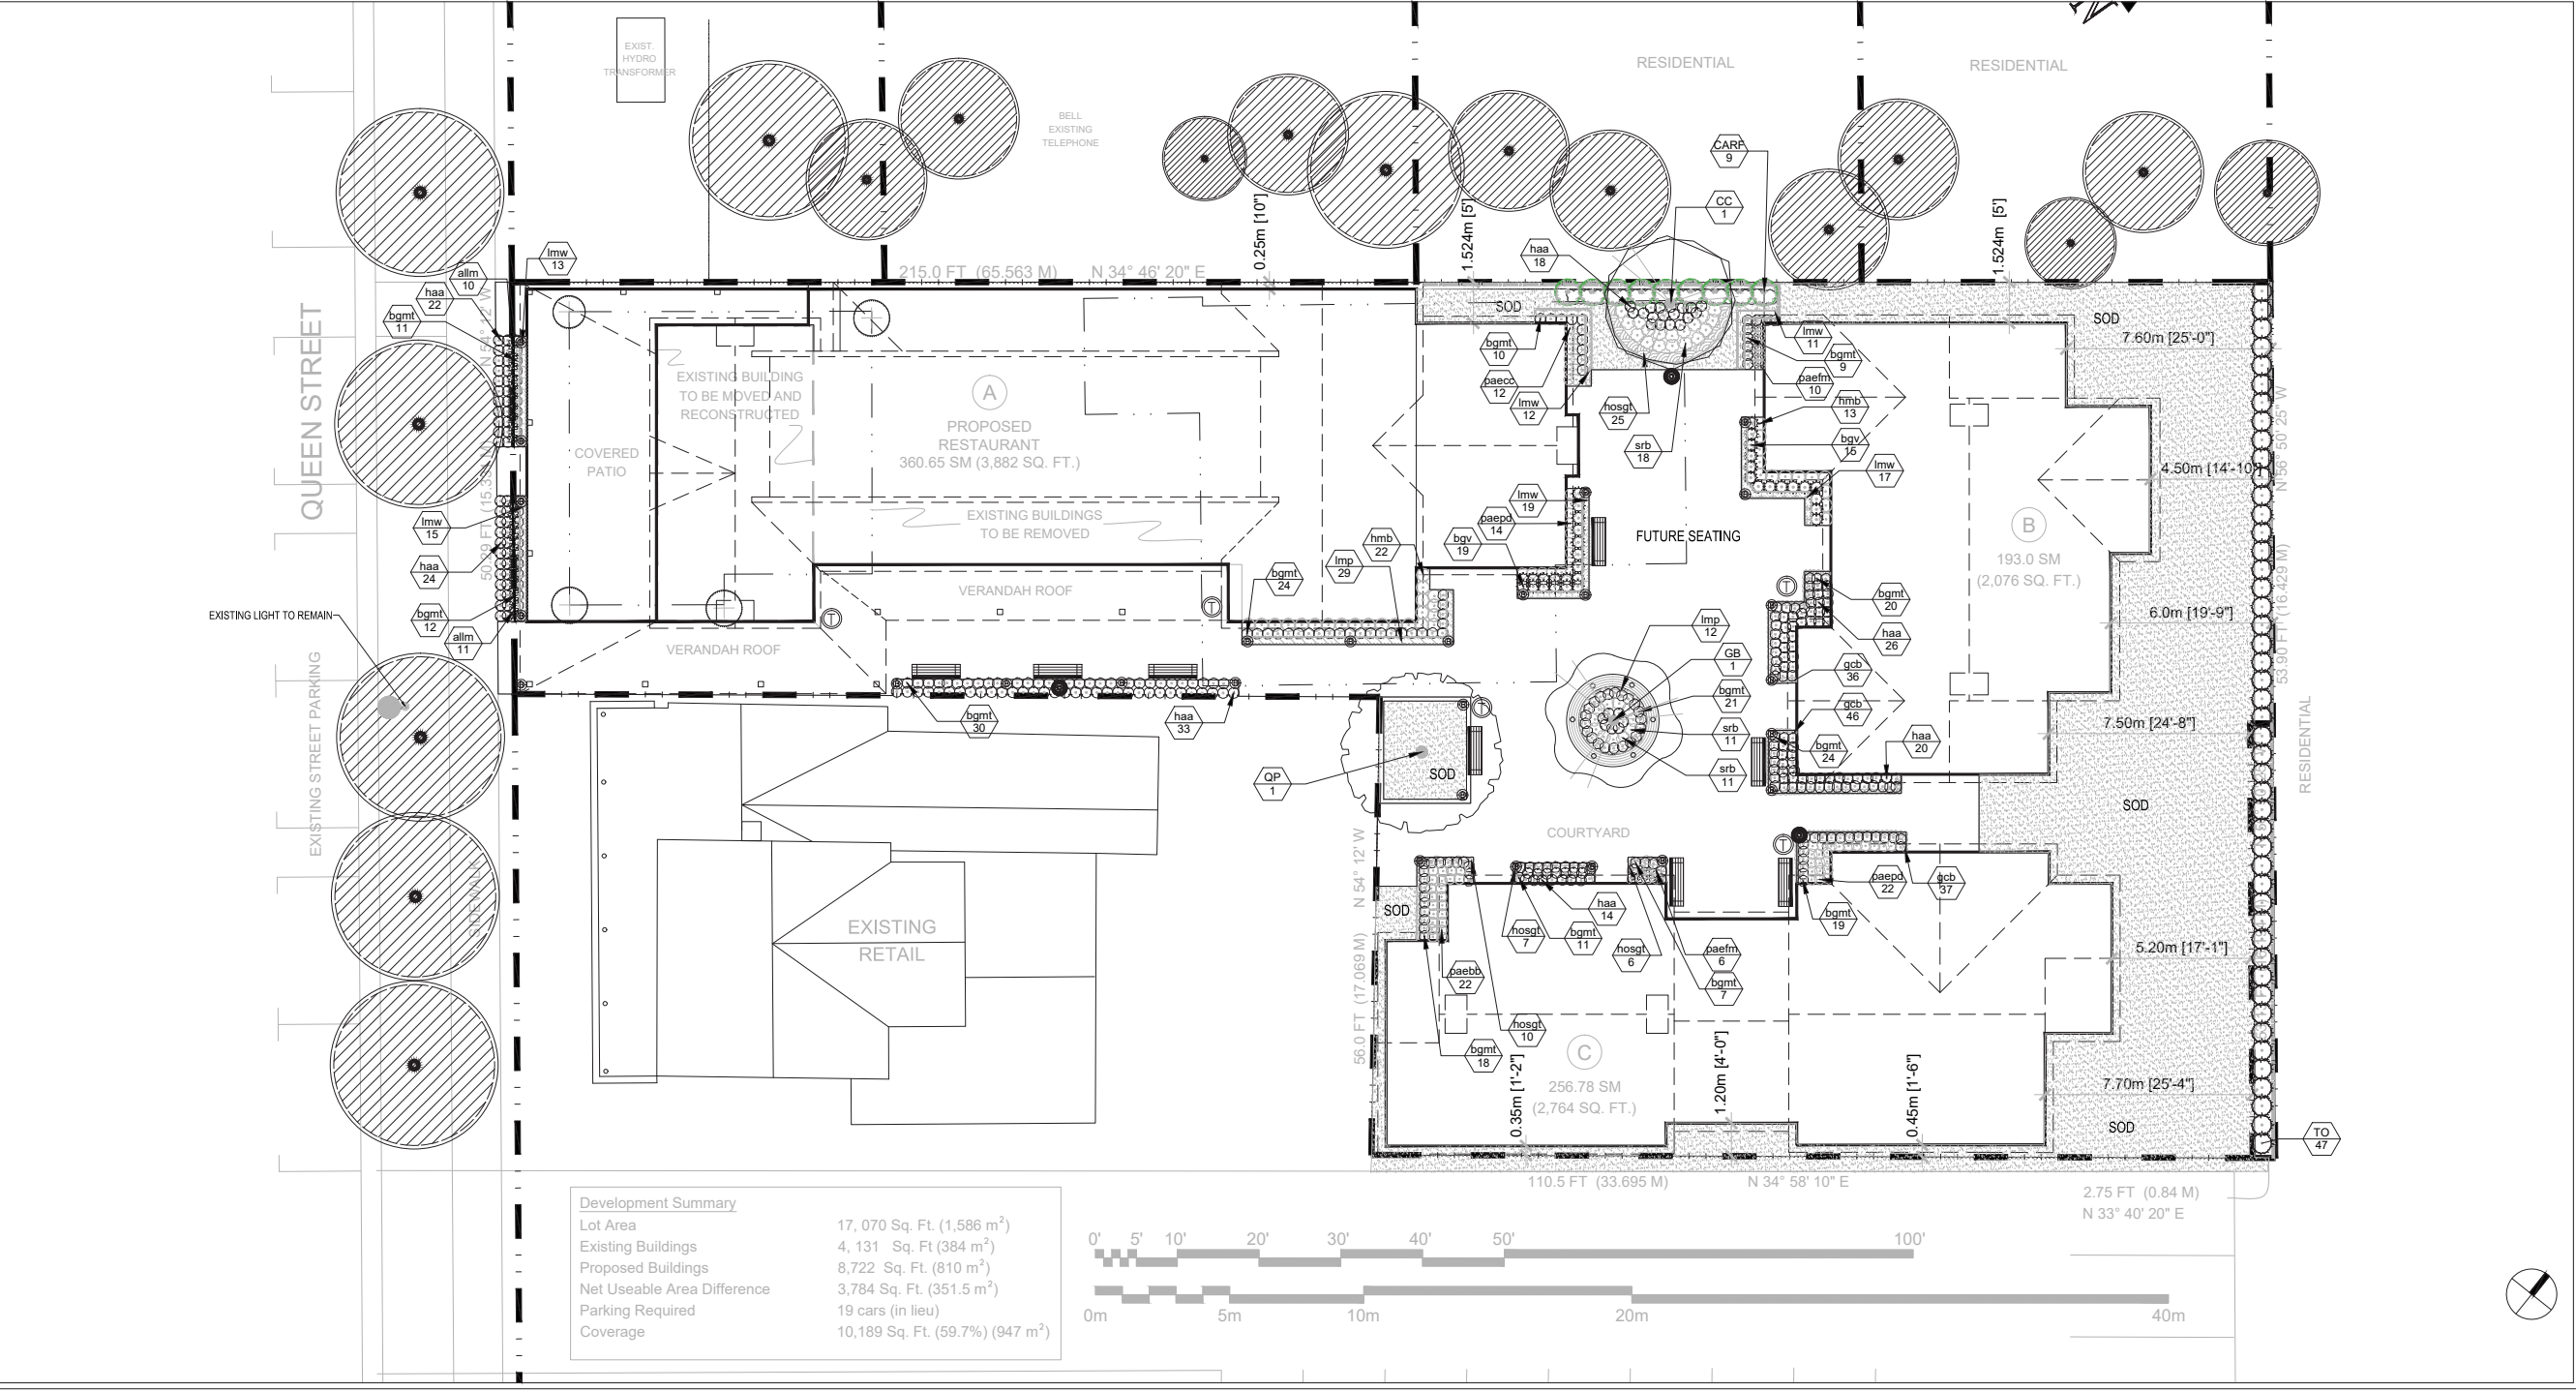 EXIST.
HYDRO
TRANSFORMER
BELL
EXISTING
TELEPHONE
RESIDENTIAL
RESIDENTIAL
CARF
9
CC
1
haa
18
lmw
13
allm
10
haa
22
bgmt
11
215.0 FT (65.563 M) N 34° 46' 20" E
0.25m [10"]
1.524m [5']
1.524m [5']
SOD
SOD
7.60m [25'-0"]
QUEEN STREET
N 54° 12' W
EXISTING BUILDING
TO BE MOVED AND
RECONSTRUCTED
COVERED
PATIO
A
PROPOSED
RESTAURANT
360.65 SM (3,882 SQ. FT.)
EXISTING BUILDINGS
TO BE REMOVED
bgmt
10
paecc
12
lmw
12
hosgt
25
srb
18
lmw
11
bgmt
9
paefm
10
hmb
13
bgv
15
lmw
17
4.50m [14'-10"]
N 56° 50' 25" W
B
193.0 SM
(2,076 SQ. FT.)
FUTURE SEATING
lmw
19
paepd
14
bgv
19
hmb
22
lmp
29
bgmt
24
lmw
15
haa
24
bgmt
12
allm
11
EXISTING LIGHT TO REMAIN
VERANDAH ROOF
VERANDAH ROOF
T
T
T
T
T
bgmt
20
haa
26
6.0m [19'-9"]
53.90 FT (16.429 M)
lmp
12
GB
1
bgmt
21
srb
11
srb
11
gcb
36
gcb
46
bgmt
24
haa
20
7.50m [24'-8"]
RESIDENTIAL
bgmt
30
haa
33
QP
1
SOD
SOD
EXISTING STREET PARKING
SIDEWALK
COURTYARD
EXISTING
RETAIL
N 54° 12' W
56.0 FT (17.069 M)
SOD
paebb
22
hosgt
7
bgmt
11
haa
14
hosgt
6
paefm
6
bgmt
7
hosgt
10
bgmt
18
paepd
22
gcb
37
bgmt
19
5.20m [17'-1"]
C
256.78 SM
(2,764 SQ. FT.)
0.35m [1'-2"]
1.20m [4'-0"]
0.45m [1'-6"]
7.70m [25'-4"]
SOD
TO
47
110.5 FT (33.695 M) N 34° 58' 10" E
2.75 FT (0.84 M)
N 33° 40' 20" E
Development Summary
Lot Area 17, 070 Sq. Ft. (1,586 m²)
Existing Buildings 4, 131 Sq. Ft (384 m²)
Proposed Buildings 8,722 Sq. Ft. (810 m²)
Net Useable Area Difference 3,784 Sq. Ft. (351.5 m²)
Parking Required 19 cars (in lieu)
Coverage 10,189 Sq. Ft. (59.7%) (947 m²)
0' 5' 10' 20' 30' 40' 50' 100'
0m 5m 10m 20m 40m